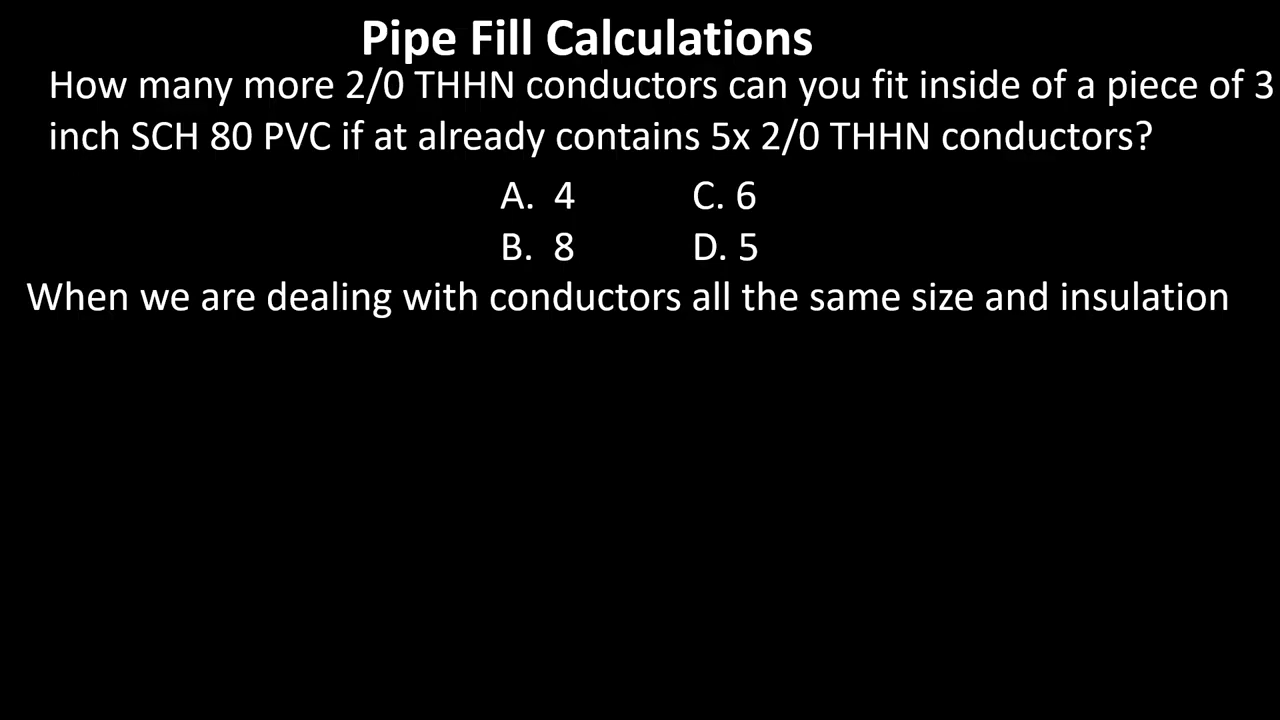 Pipe Fill Calculations
How many more 2/0 THHN conductors can you fit inside of a piece of 3
inch SCH 80 PVC if at already contains 5x 2/0 THHN conductors?
A. 4 C. 6
B. 8 D. 5
When we are dealing with conductors all the same size and insulation